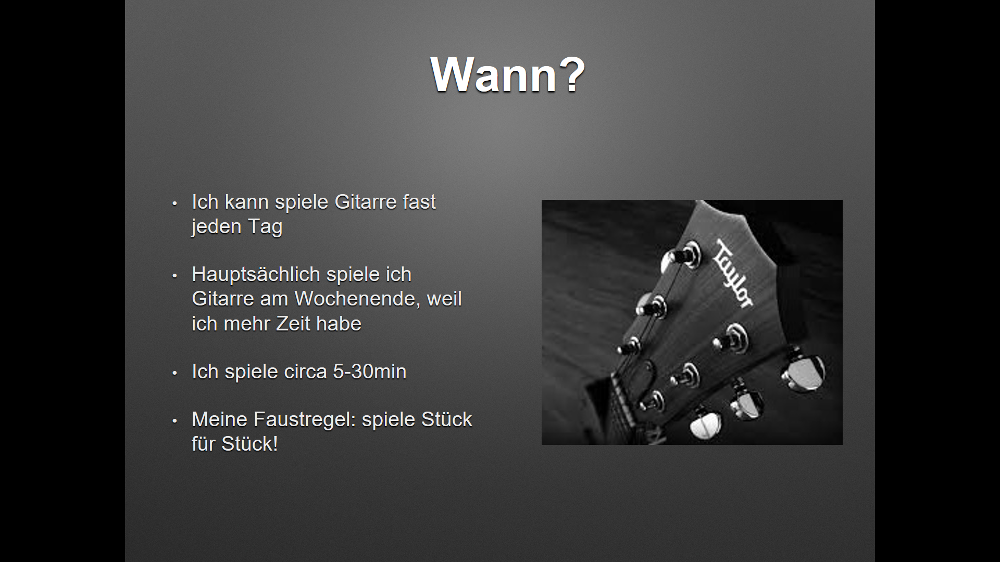 Wann?
• Ich kann spiele Gitarre fast
jeden Tag
• Hauptsächlich spiele ich
Gitarre am Wochenende, weil
ich mehr Zeit habe
• Ich spiele circa 5-30min
• Meine Faustregel: spiele Stück
für Stück!
Taylor